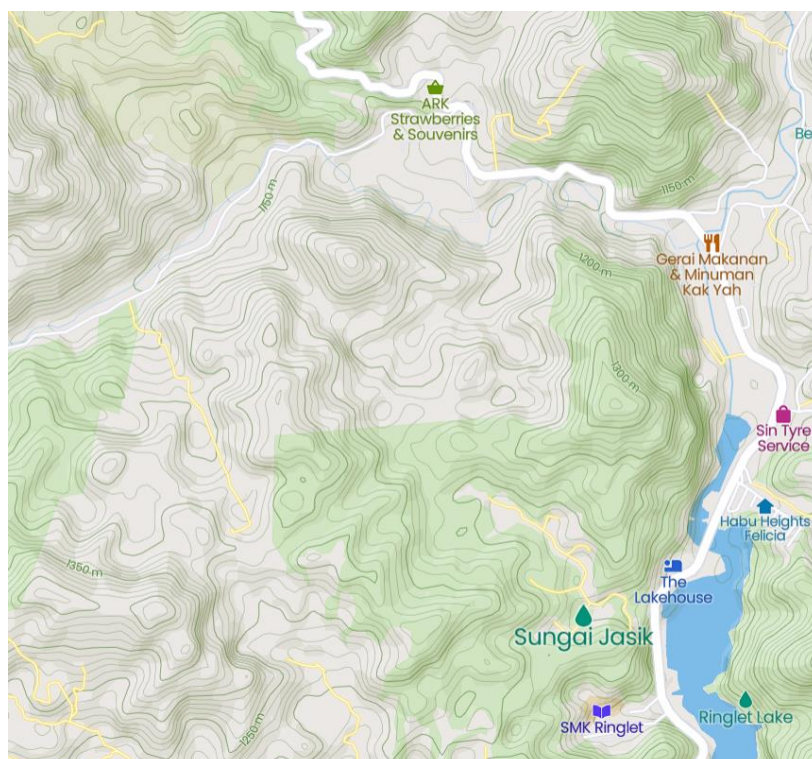 ARK
Strawberries
& Souvenirs
Be
1150 m
1150 m
Gerai Makanan
& Minuman
Kak Yah
1200 m
1300 m
Sin Tyre
Service
Habu Heights
Felicia
The
Lakehouse
1350 m
Sungai Jasik
Ringlet Lake
SMK Ringlet
1250 m